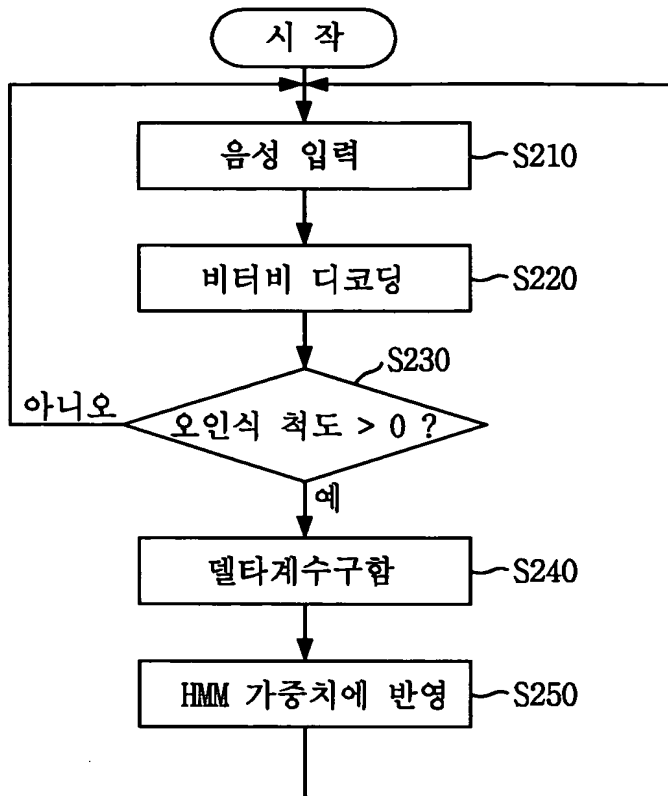 시 작
음성 입력
S210
비터비 디코딩
S220
S230
아니오
오인식 척도 > 0 ?
예
델타계수구함
S240
HMM 가중치에 반영
S250